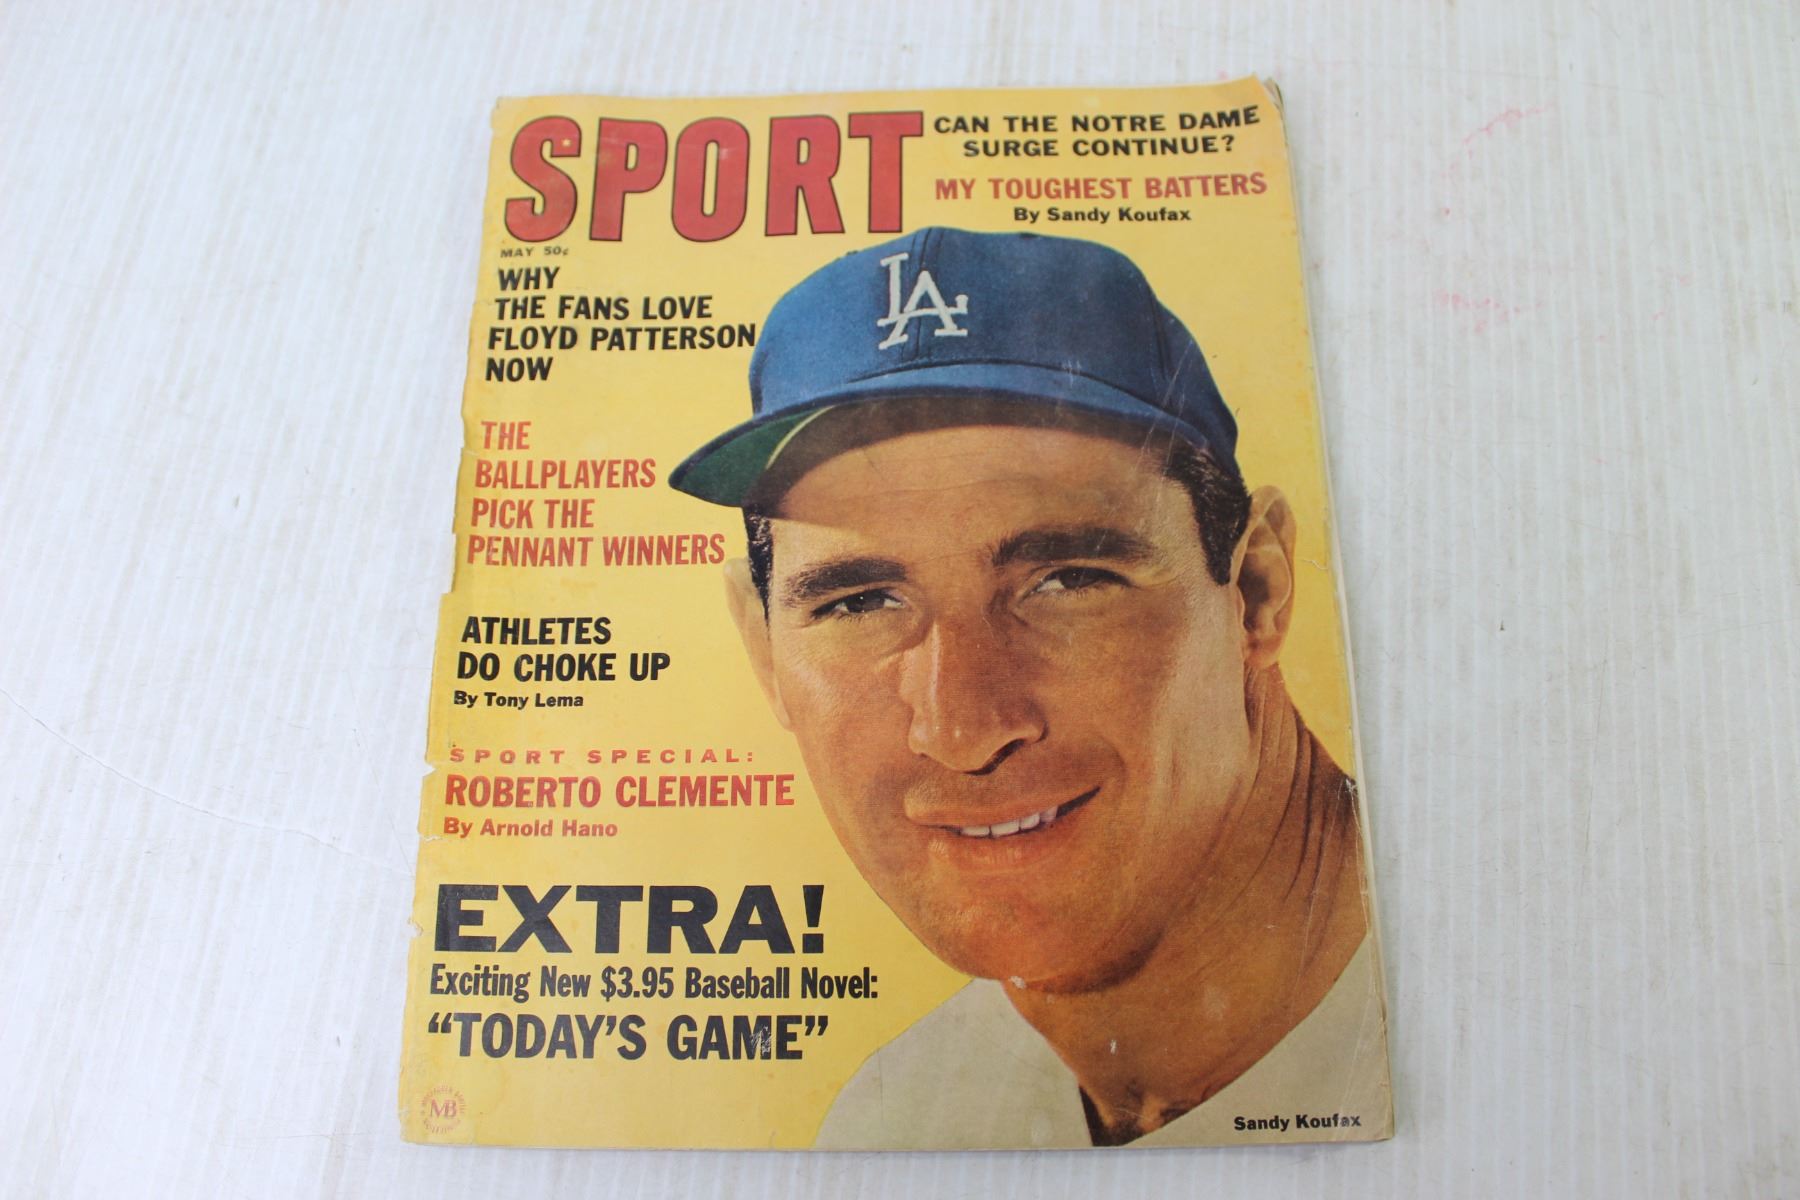 SPORT
MAY 50¢
CAN THE NOTRE DAME
SURGE CONTINUE?
MY TOUGHEST BATTERS
By Sandy Koufax
WHY
THE FANS LOVE
FLOYD PATTERSON
NOW
THE
BALLPLAYERS
PICK THE
PENNANT WINNERS
ATHLETES
DO CHOKE UP
By Tony Lema
SPORT SPECIAL:
ROBERTO CLEMENTE
By Arnold Hano
EXTRA!
Exciting New $3.95 Baseball Novel:
“TODAY’S GAME”
LA
MB
Sandy Koufax